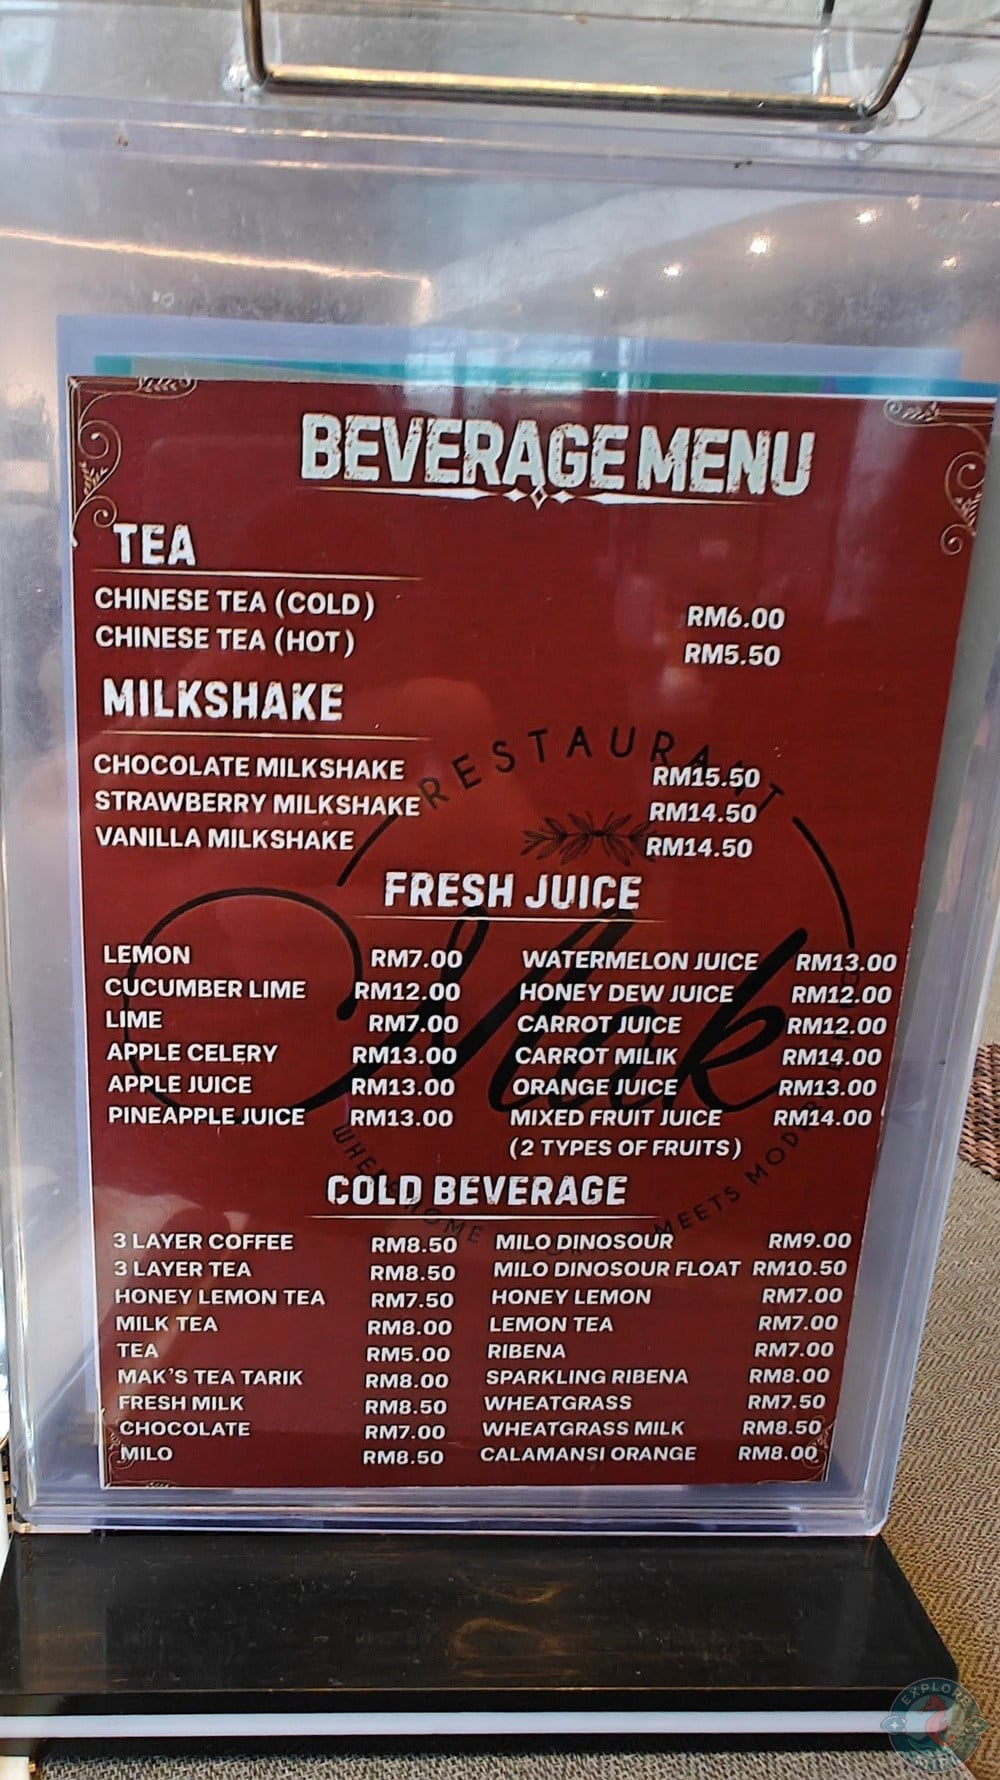 BEVERAGE MENU
TEA
CHINESE TEA (COLD) RM6.00
CHINESE TEA (HOT) RM5.50
MILKSHAKE
CHOCOLATE MILKSHAKE RM15.50
STRAWBERRY MILKSHAKE RM14.50
VANILLA MILKSHAKE RM14.50
RESTAURANT
Mak
FRESH JUICE
LEMON RM7.00 WATERMELON JUICE RM13.00
CUCUMBER LIME RM12.00 HONEY DEW JUICE RM12.00
LIME RM7.00 CARROT JUICE RM12.00
APPLE CELERY RM13.00 CARROT MILIK RM14.00
APPLE JUICE RM13.00 ORANGE JUICE RM13.00
PINEAPPLE JUICE RM13.00 MIXED FRUIT JUICE RM14.00
(2 TYPES OF FRUITS)
MEETS
COLD BEVERAGE
3 LAYER COFFEE RM8.50 MILO DINOSOUR RM9.00
3 LAYER TEA RM8.50 MILO DINOSOUR FLOAT RM10.50
HONEY LEMON TEA RM7.50 HONEY LEMON RM7.00
MILK TEA RM8.00 LEMON TEA RM7.00
TEA RM5.00 RIBENA RM7.00
MAK'S TEA TARIK RM8.00 SPARKLING RIBENA RM8.00
FRESH MILK RM8.50 WHEATGRASS RM7.50
CHOCOLATE RM7.00 WHEATGRASS MILK RM8.50
MILO RM8.50 CALAMANSI ORANGE RM8.00
EXPLORE